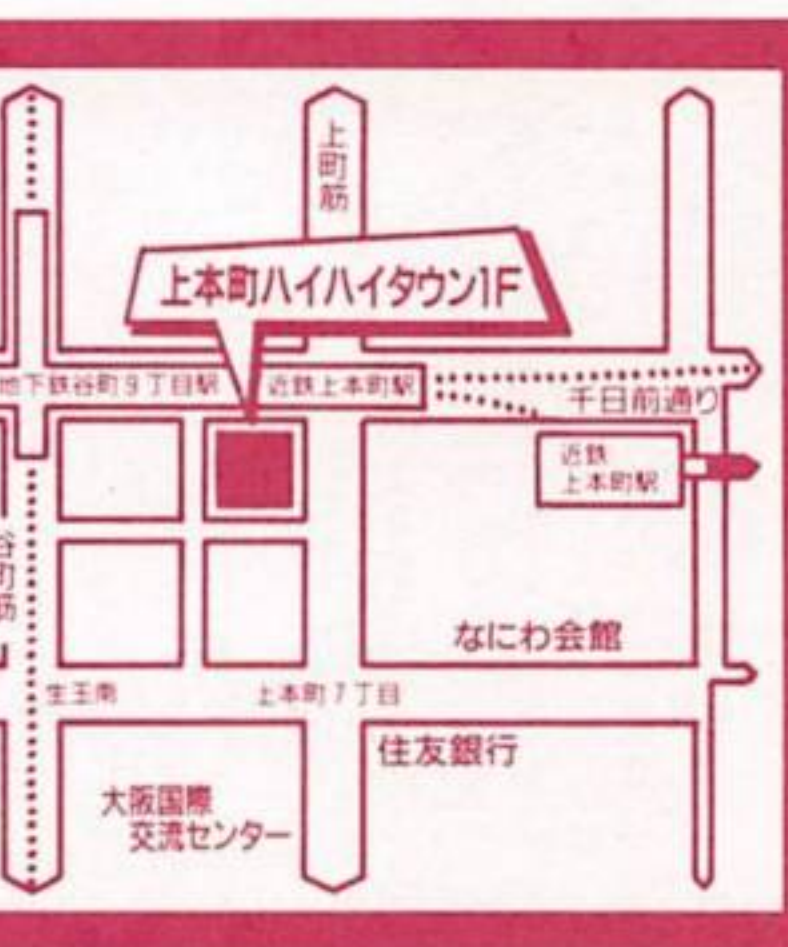 上町筋
上本町ハイハイタウン1F
地下鉄谷町9丁目駅
近鉄上本町駅
千日前通り
近鉄
上本町駅
谷町筋
なにわ会館
生玉南
上本町7丁目
住友銀行
大阪国際
交流センター